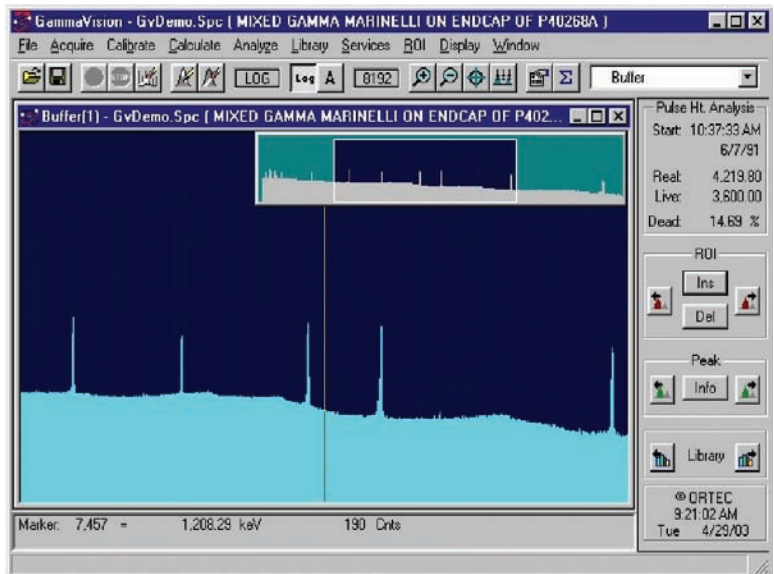 GammaVision - GvDemo.Spc ( MIXED GAMMA MARINELLI ON ENDCAP OF P40268A )
File Acquire Calibrate Calculate Analyze Library Services ROI Display Window
STOP LOG Log A 8192 Σ Buffer
Buffer(1) - GvDemo.Spc ( MIXED GAMMA MARINELLI ON ENDCAP OF P402...
Pulse Ht. Analysis
Start: 10:37:33 AM
6/7/91
Real: 4,219.80
Live: 3,600.00
Dead: 14.69 %
ROI
Ins
Del
Peak
Info
Library
© ORTEC
9:21:02 AM
Tue 4/29/03
Marker: 7,457 = 1,208.29 keV 190 Cnts